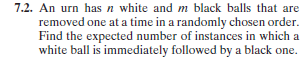 7.2. An urn has n white and m black balls that are
removed one at a time in a randomly chosen order.
Find the expected number of instances in which a
white ball is immediately followed by a black one.